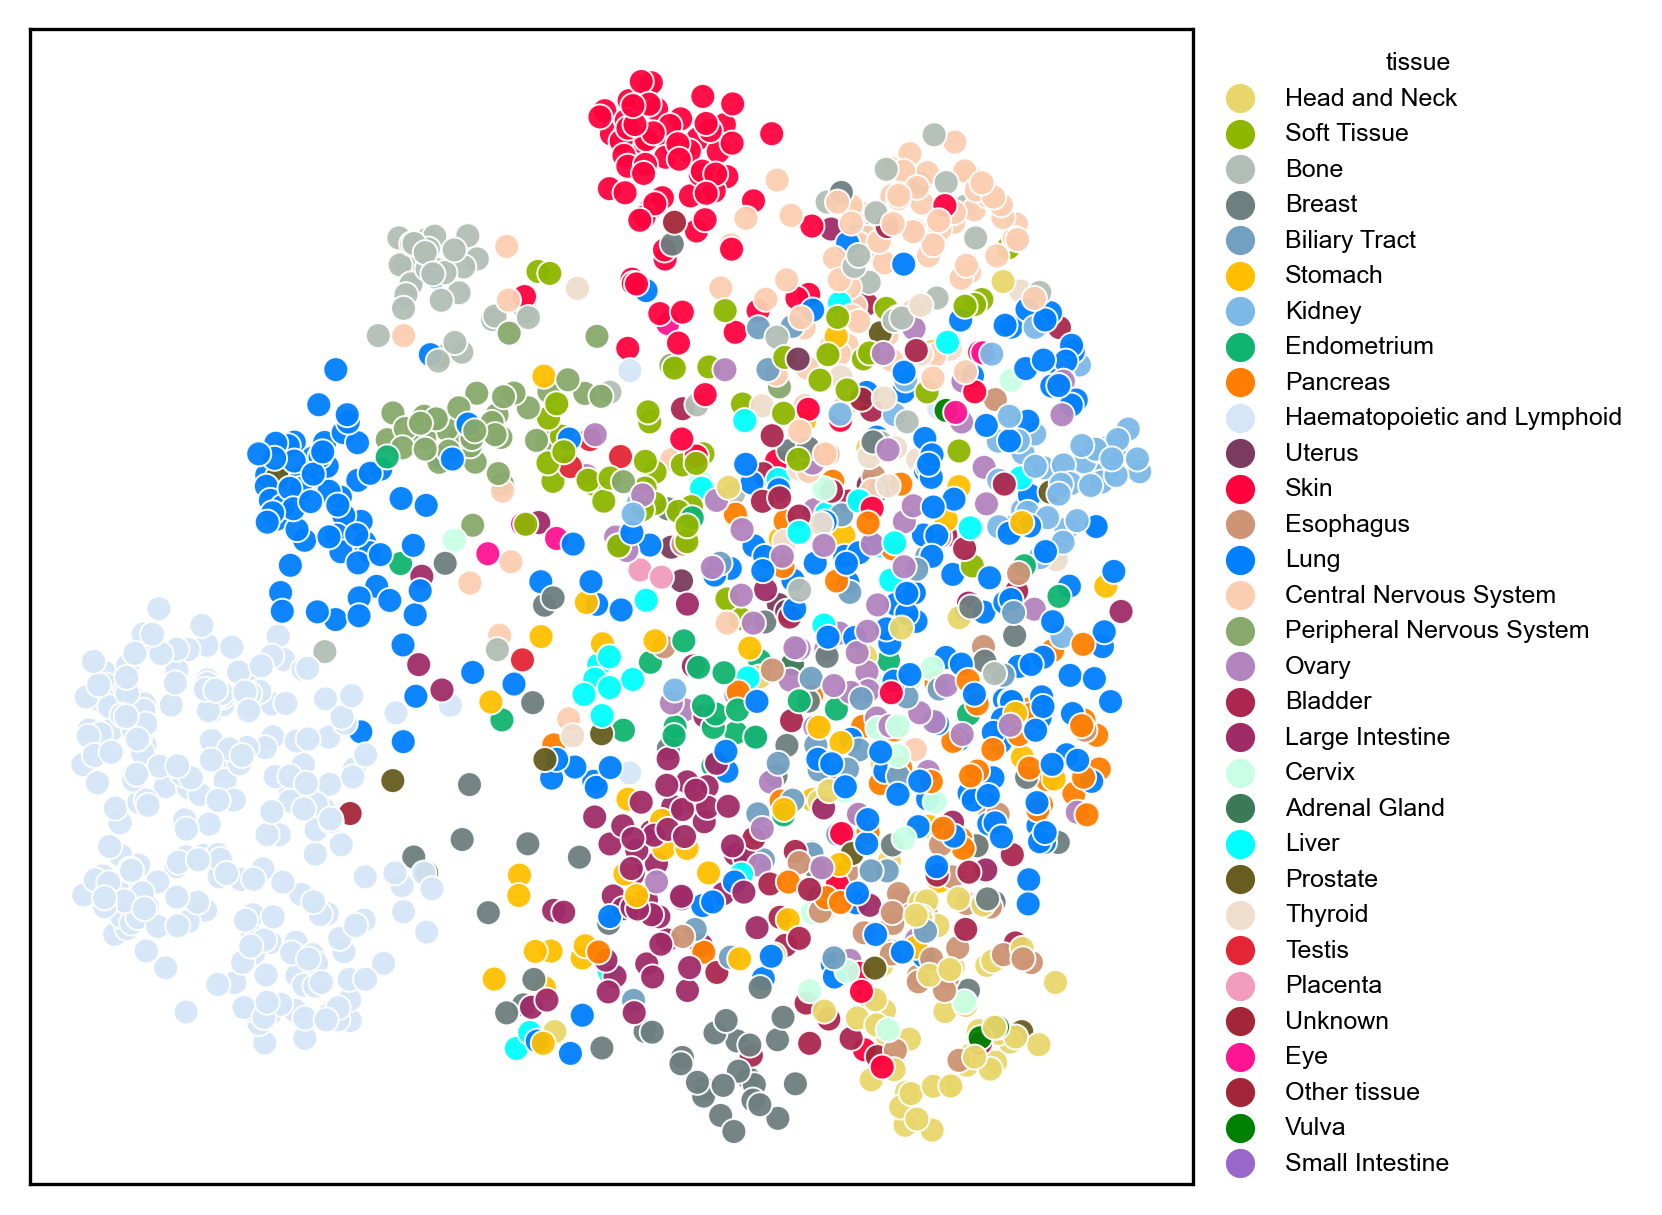 tissue
Head and Neck
Soft Tissue
Bone
Breast
Biliary Tract
Stomach
Kidney
Endometrium
Pancreas
Haematopoietic and Lymphoid
Uterus
Skin
Esophagus
Lung
Central Nervous System
Peripheral Nervous System
Ovary
Bladder
Large Intestine
Cervix
Adrenal Gland
Liver
Prostate
Thyroid
Testis
Placenta
Unknown
Eye
Other tissue
Vulva
Small Intestine